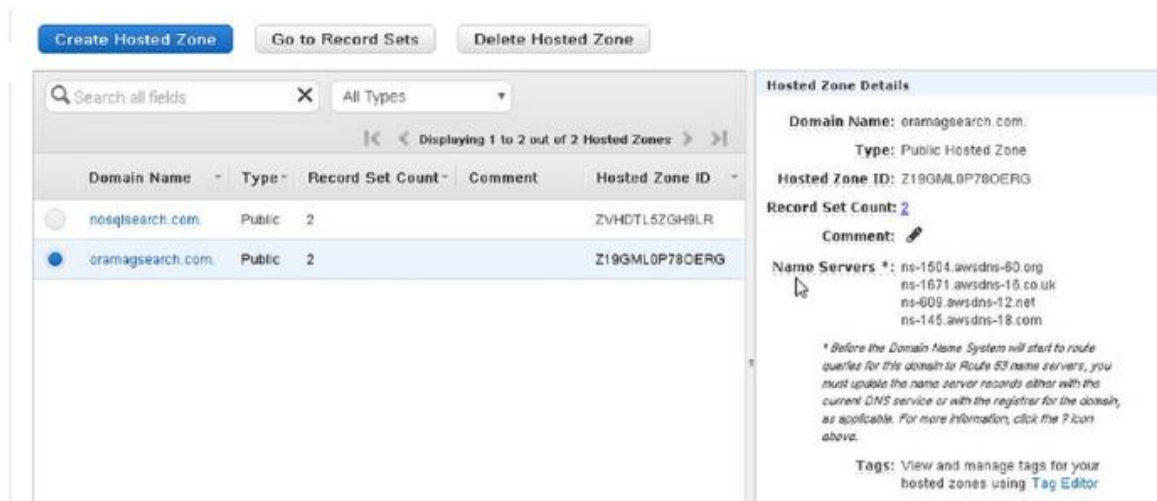 Create Hosted Zone Go to Record Sets Delete Hosted Zone
Search all fields X All Types
Displaying 1 to 2 out of 2 Hosted Zones
Domain Name Type Record Set Count Comment Hosted Zone ID
nosqlsearch.com. Public 2 ZVHDTL5ZGH9LR
oramagsearch.com. Public 2 Z19GML0P78OERG
Hosted Zone Details
Domain Name: oramagsearch.com.
Type: Public Hosted Zone
Hosted Zone ID: Z19GML0P78OERG
Record Set Count: 2
Comment:
Name Servers *: ns-1504.awsdns-60.org
ns-1671.awsdns-16.co.uk
ns-609.awsdns-12.net
ns-145.awsdns-18.com
* Before the Domain Name System will start to route
queries for this domain to Route 53 name servers, you
must update the name server records either with the
current DNS service or with the registrar for the domain,
as applicable. For more information, click the ? icon
above.
Tags: View and manage tags for your
hosted zones using Tag Editor